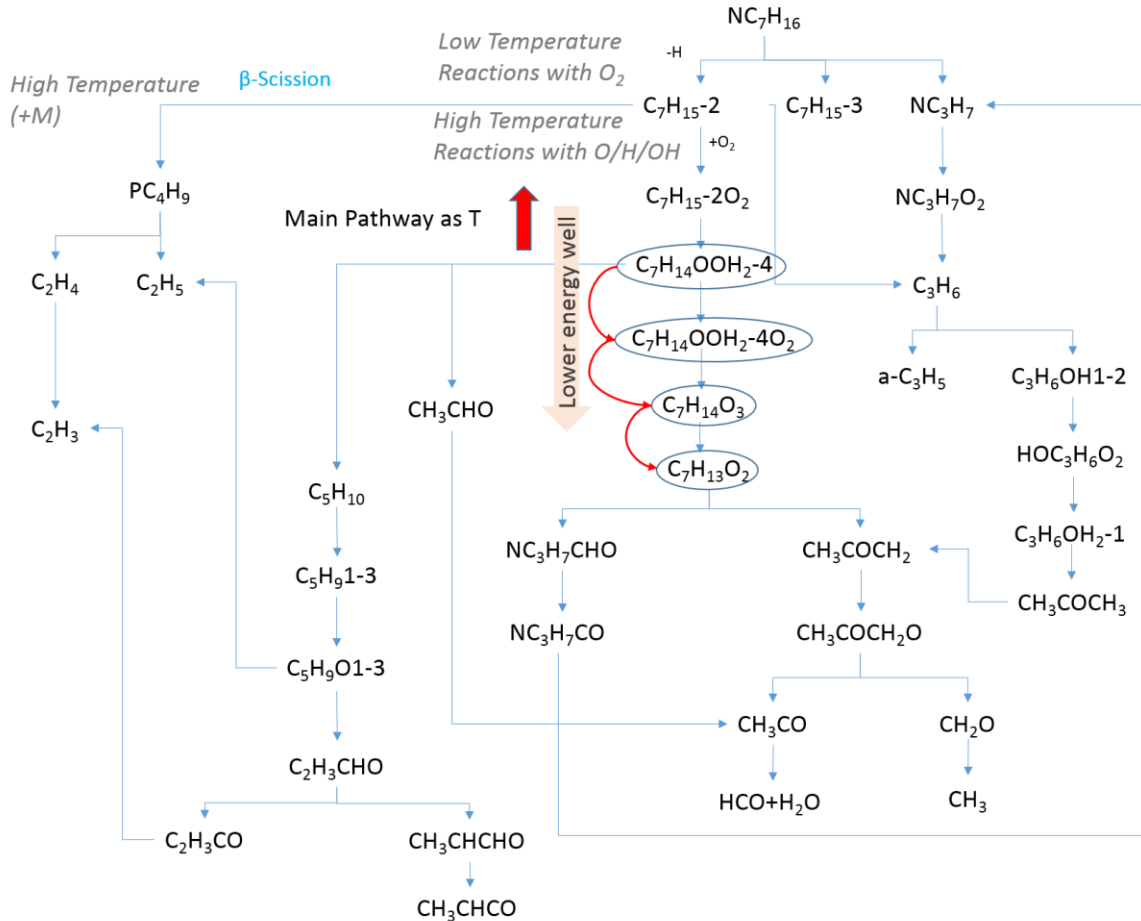 NC₇H₁₆
-H
Low Temperature
Reactions with O₂
High Temperature
(+M)
β-Scission
C₇H₁₅-2
C₇H₁₅-3
NC₃H₇
High Temperature
Reactions with O/H/OH
+O₂
PC₄H₉
C₇H₁₅-2O₂
NC₃H₇O₂
Main Pathway as T
Lower energy well
C₂H₄
C₂H₅
C₇H₁₄OOH₂-4
C₃H₆
C₇H₁₄OOH₂-4O₂
a-C₃H₅
C₃H₆OH1-2
CH₃CHO
C₇H₁₄O₃
C₂H₃
HOC₃H₆O₂
C₇H₁₃O₂
C₅H₁₀
C₃H₆OH₂-1
NC₃H₇CHO
CH₃COCH₂
C₅H₉1-3
CH₃COCH₃
NC₃H₇CO
CH₃COCH₂O
C₅H₉O1-3
CH₃CO
CH₂O
C₂H₃CHO
HCO+H₂O
CH₃
C₂H₃CO
CH₃CHCHO
CH₃CHCO